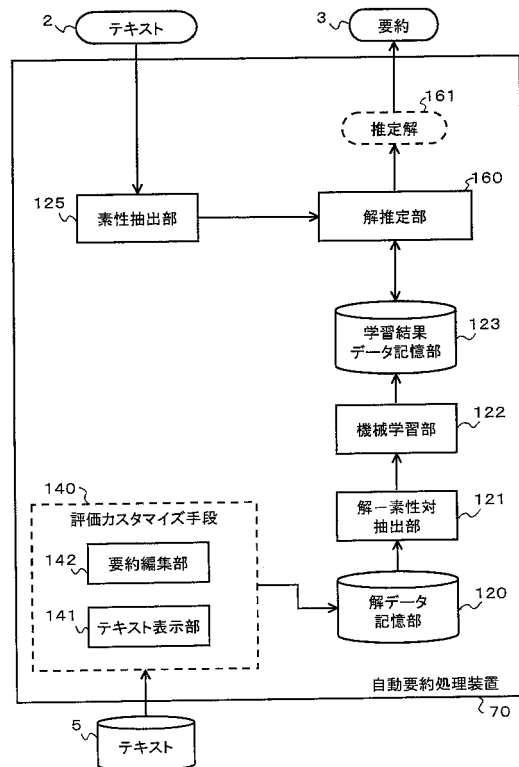 2
テキスト
3
要約
161
推定解
125
素性抽出部
160
解推定部
学習結果
データ記憶部
123
機械学習部
122
140
評価カスタマイズ手段
解－素性対
抽出部
121
142
要約編集部
141
テキスト表示部
解データ
記憶部
120
自動要約処理装置
70
5
テキスト